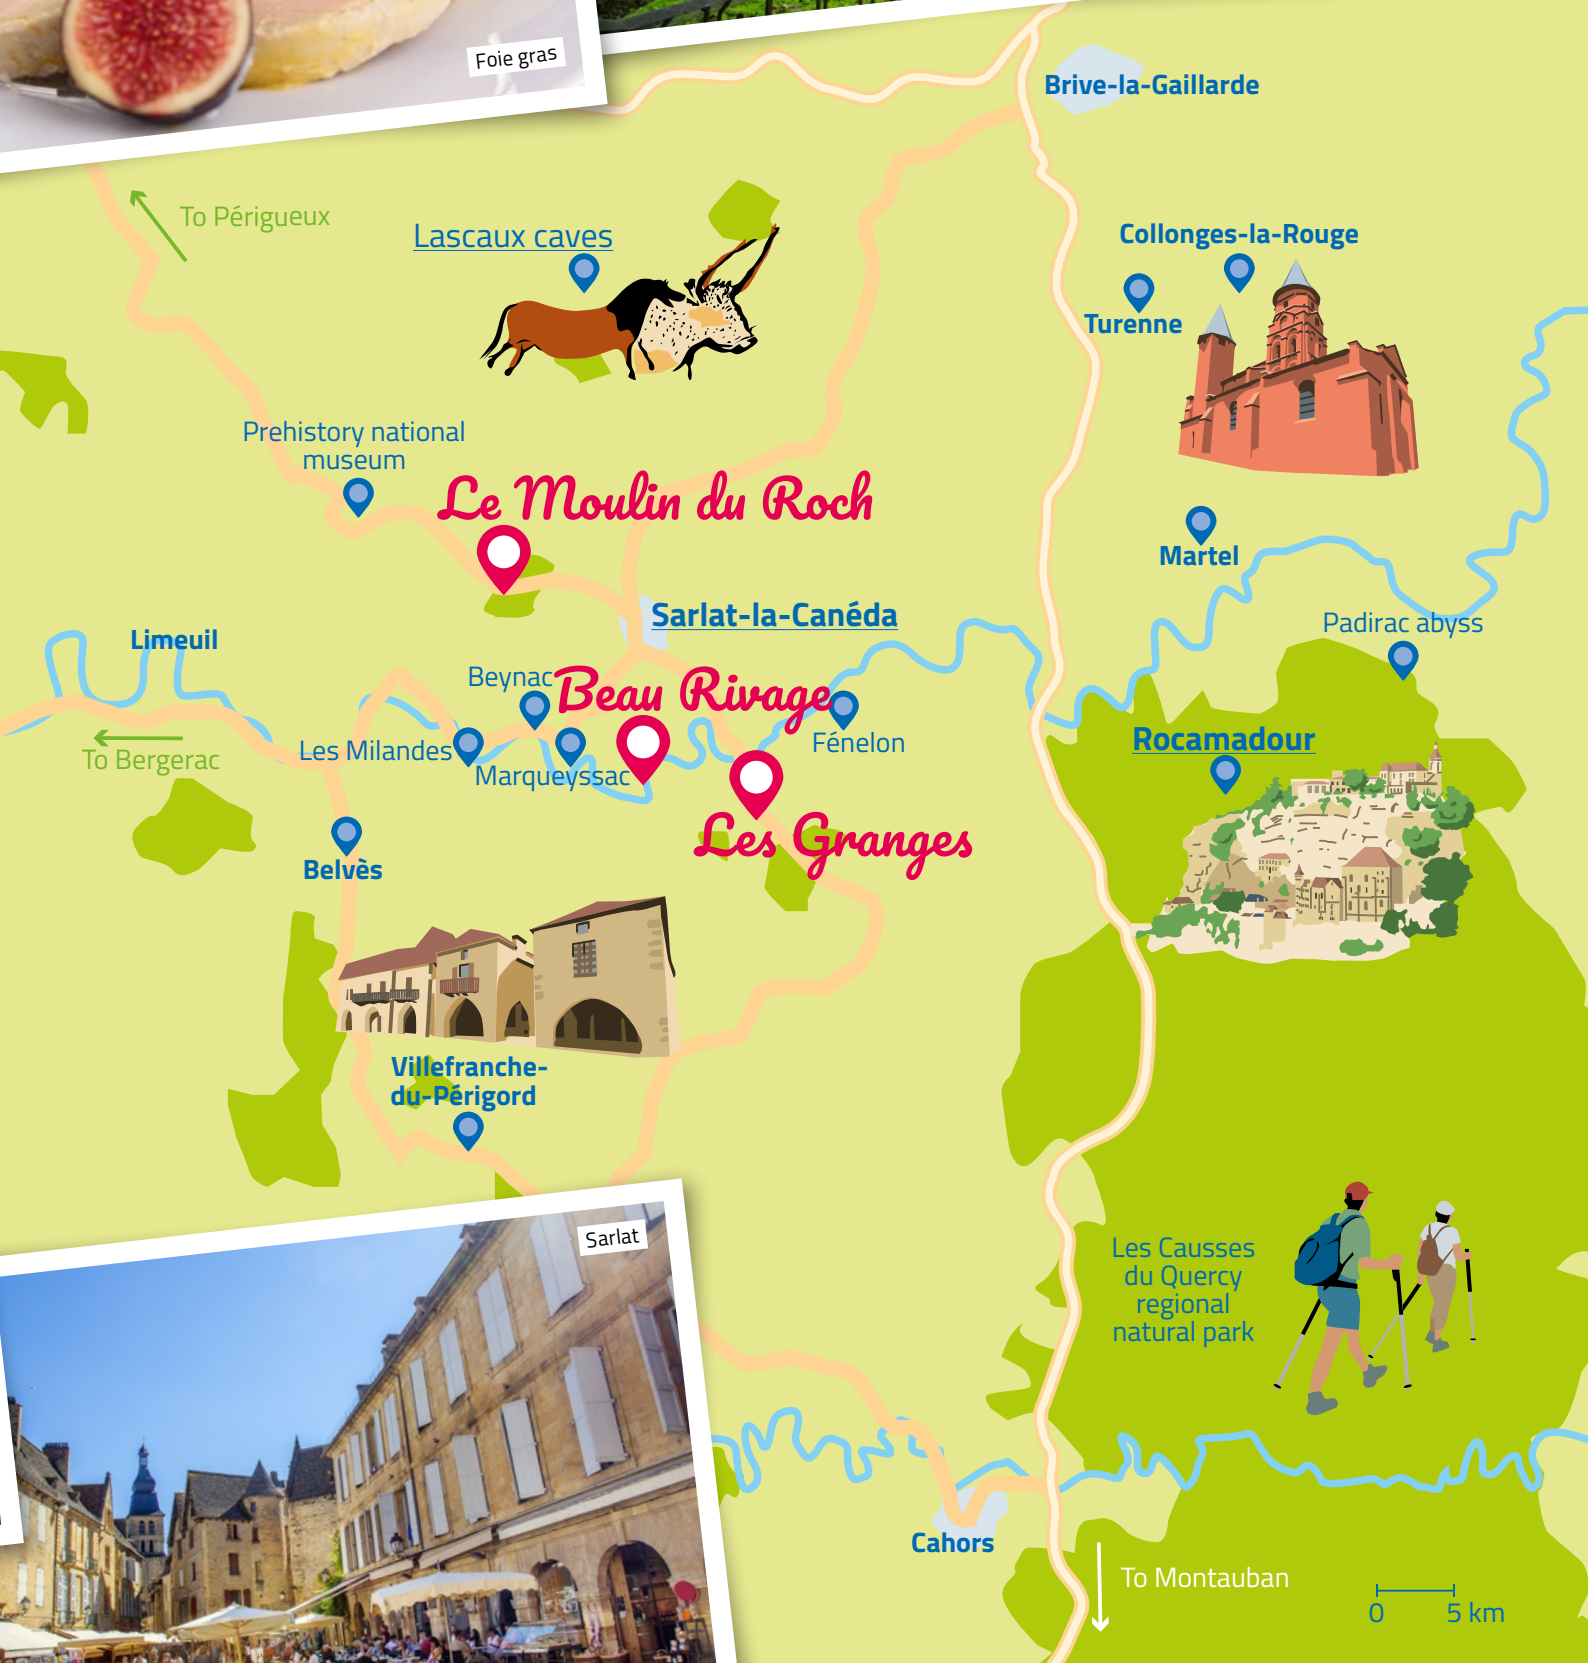 Foie gras
Brive-la-Gaillarde
To Périgueux
Lascaux caves
Collonges-la-Rouge
Turenne
Prehistory national
museum
Le Moulin du Roch
Martel
Sarlat-la-Canéda
Padirac abyss
Limeuil
Beynac
Beau Rivage
Fénelon
Rocamadour
To Bergerac
Les Milandes
Marqueyssac
Les Granges
Belvès
Villefranche-
du-Périgord
Sarlat
Les Causses
du Quercy
regional
natural park
Cahors
To Montauban
0 5 km